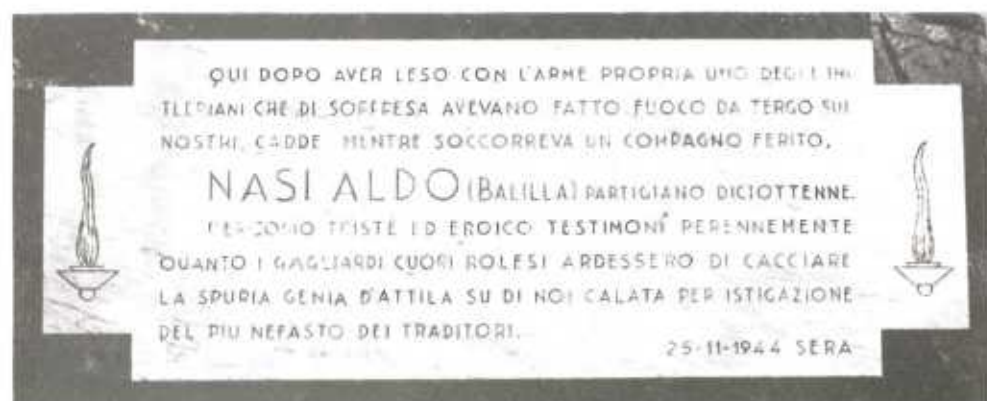 QUI DOPO AVER LESO CON L'ARME PROPRIA UNO DEGLI HI
TLERIANI CHE DI SORPRESA AVEVANO FATTO FUOCO DA TERGO SUI
NOSTRI, CADDE MENTRE SOCCORREVA UN COMPAGNO FERITO,
NASI ALDO (BALILLA) PARTIGIANO DICIOTTENNE.
TRISTE ED EROICO TESTIMONI PERENNEMENTE
QUANTO I GAGLIARDI CUORI ROLESI ARDESSERO DI CACCIARE
LA SPURIA GENIA D'ATTILA SU DI NOI CALATA PER ISTIGAZIONE
DEL PIU NEFASTO DEI TRADITORI.
25-11-1944 SERA